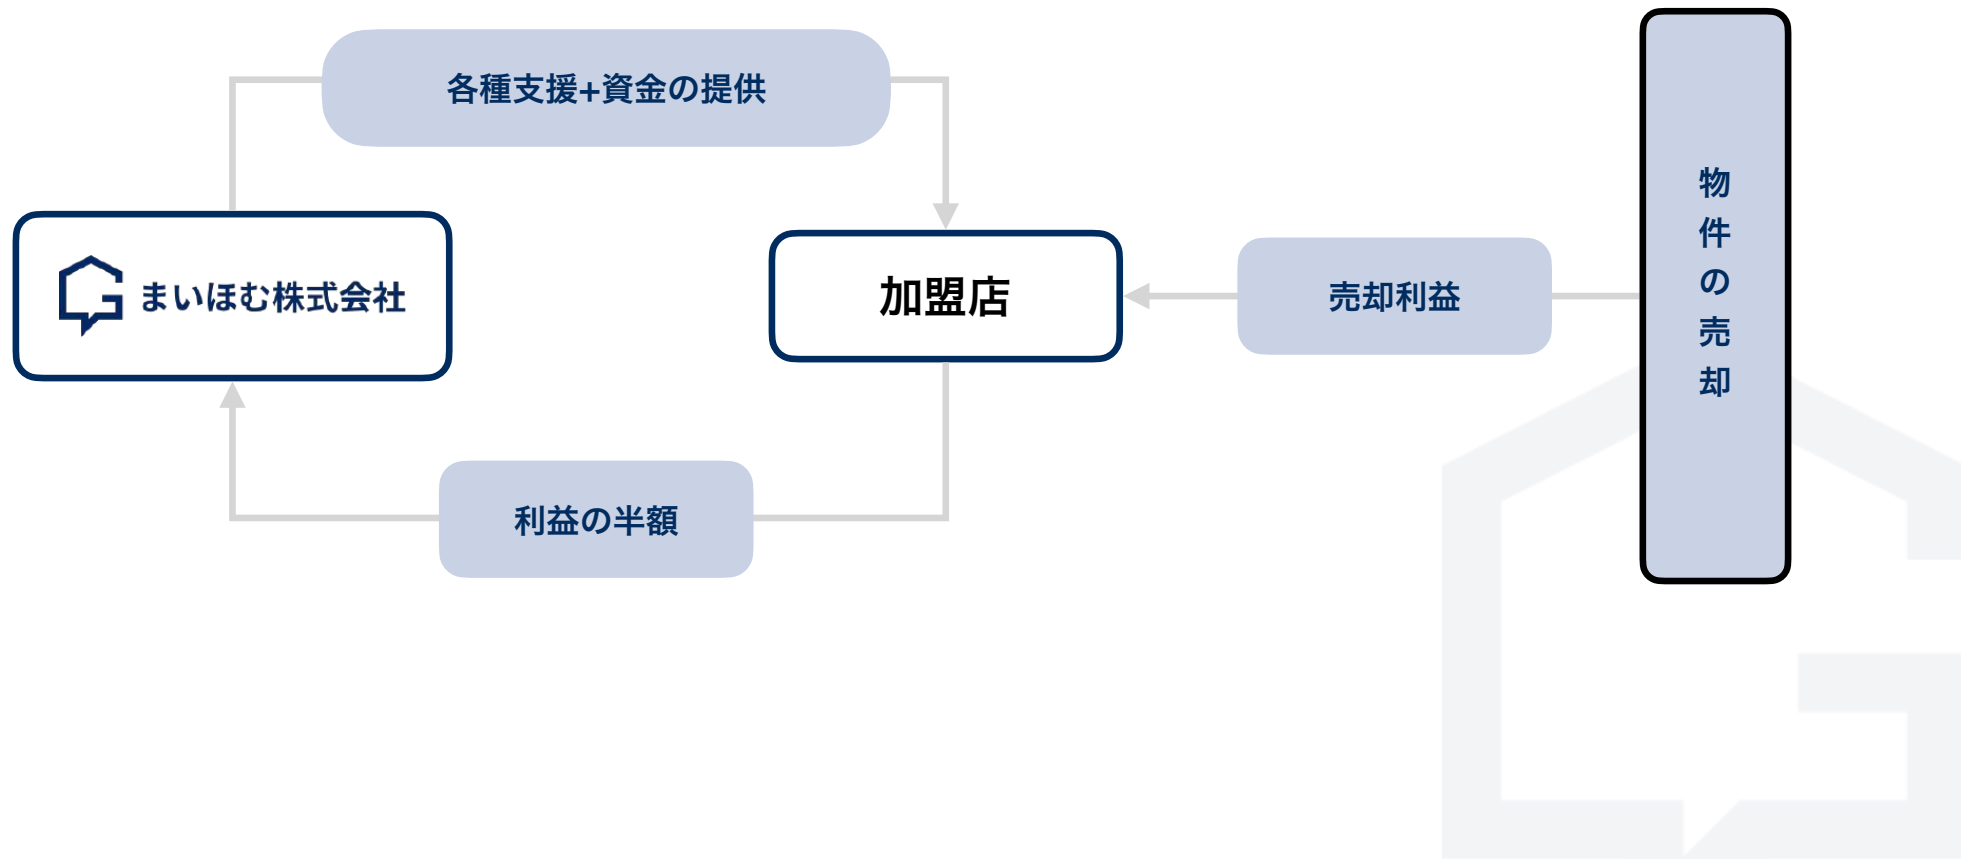 各種支援+資金の提供
まいほむ株式会社
加盟店
売却利益
物件の売却
利益の半額